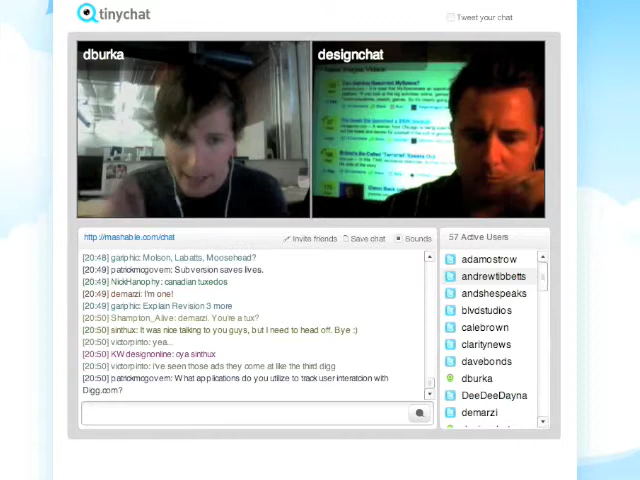 tinychat
Tweet your chat
dburka
designchat
http://mashable.com/chat
Invite friends
Save chat
Sounds
57 Active Users
[20:48] gariphic: Molson, Labatts, Moosehead?
[20:49] patrickmcgovern: Subversion saves lives.
[20:49] NickHanophy: canadian tuxedos
[20:49] demarzi: I'm one!
[20:49] gariphic: Explain Revision 3 more
[20:50] Shampton_Alive: demarzi. You're a tux?
[20:50] sinthux: It was nice talking to you guys, but I need to head off. Bye :)
[20:50] victorpinto: yea...
[20:50] KW designonline: cya sinthux
[20:50] victorpinto: i've seen those ads they come at like the third digg
[20:50] patrickmcgovern: What applications do you utilize to track user interatcion with
Digg.com?
adamostrow
andrewtibbetts
andshespeaks
blvdstudios
calebrown
claritynews
davebonds
dburka
DeeDeeDayna
demarzi